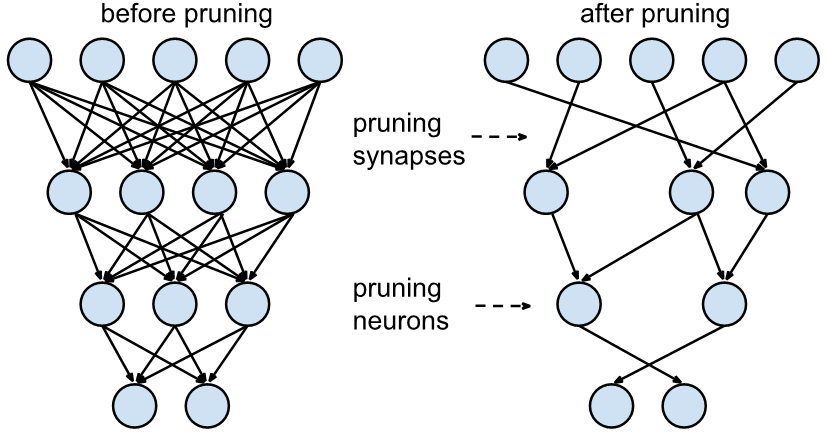 before pruning
after pruning
pruning
synapses
pruning
neurons